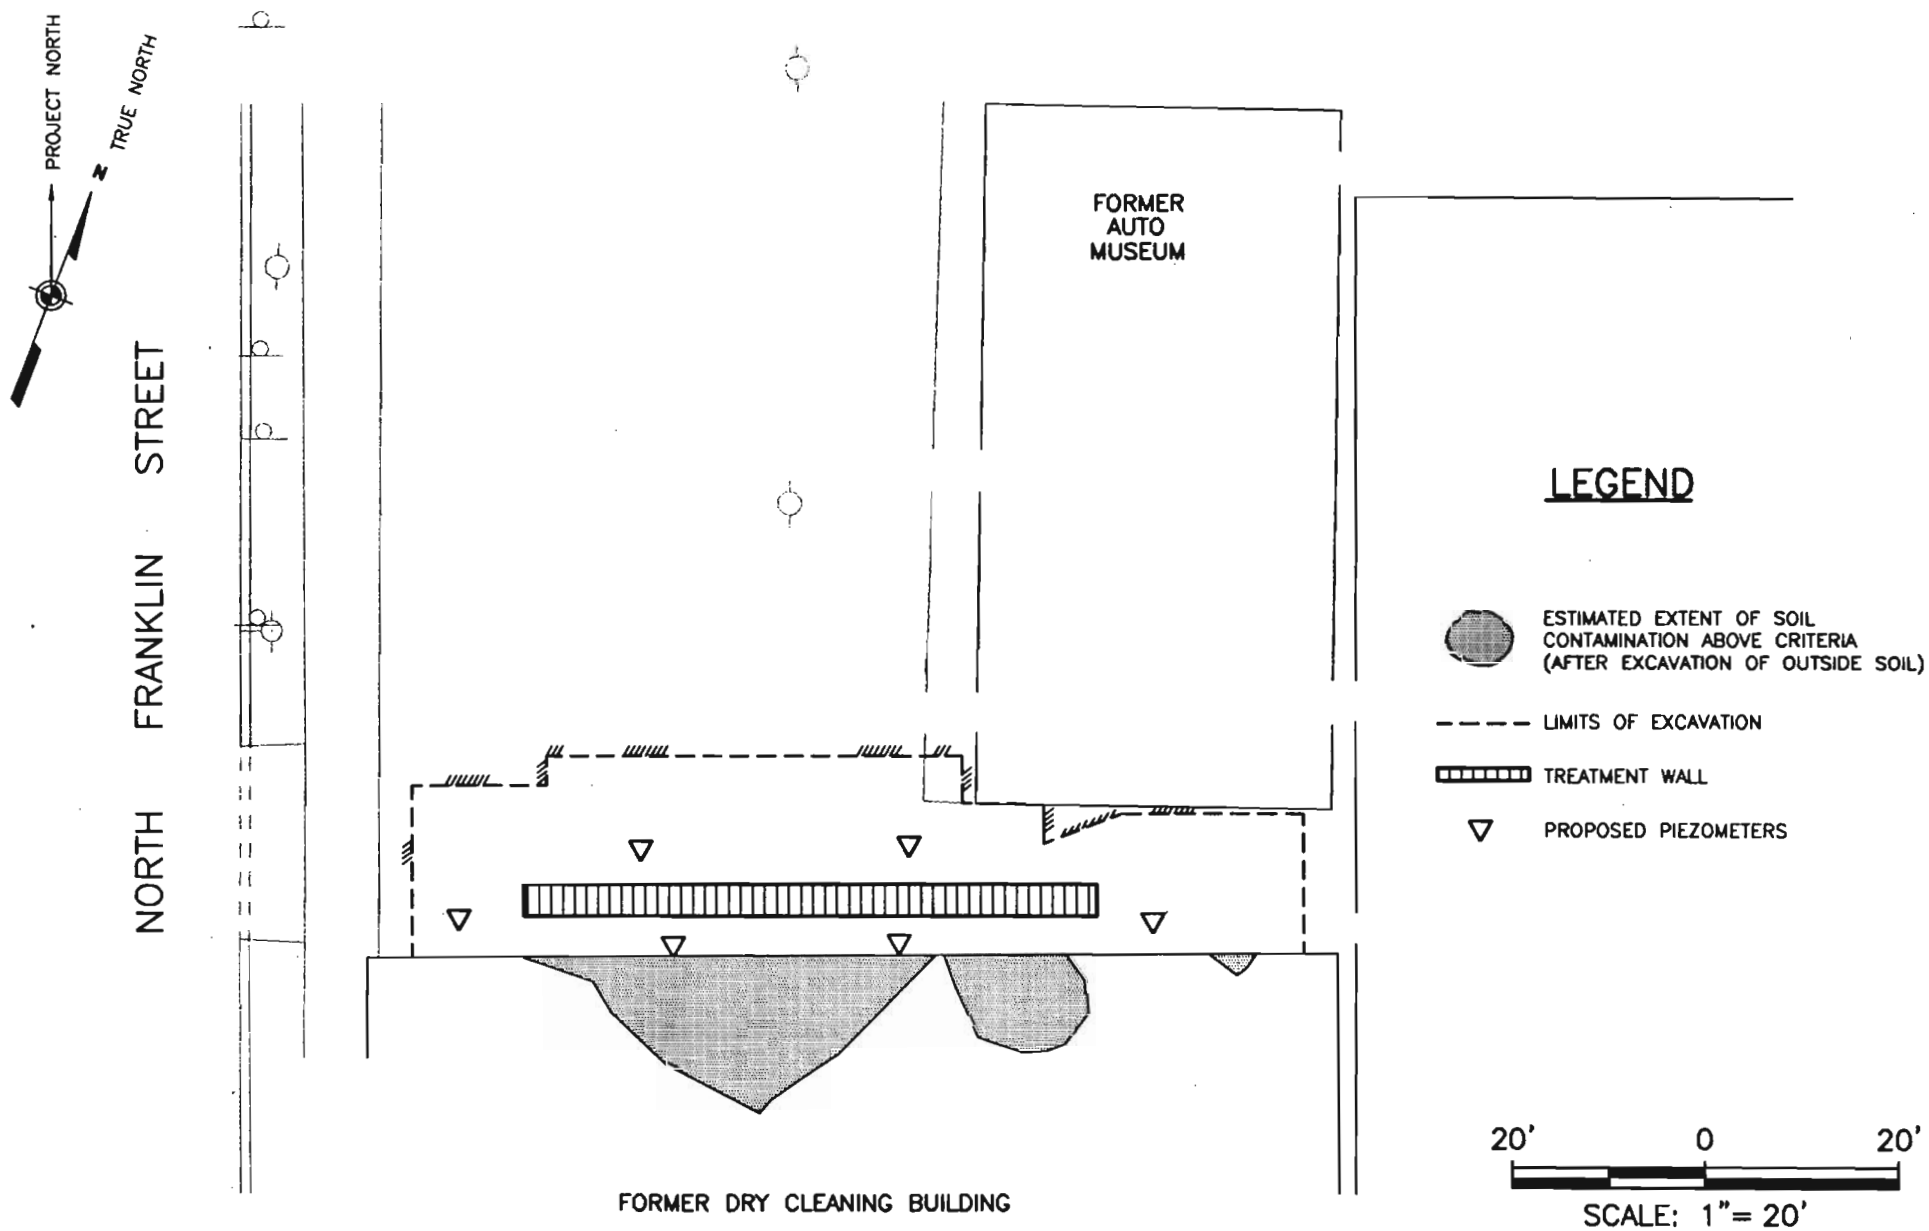 PROJECT NORTH
N TRUE NORTH
NORTH FRANKLIN STREET
FORMER
AUTO
MUSEUM
LEGEND
ESTIMATED EXTENT OF SOIL
CONTAMINATION ABOVE CRITERIA
(AFTER EXCAVATION OF OUTSIDE SOIL)
LIMITS OF EXCAVATION
TREATMENT WALL
PROPOSED PIEZOMETERS
FORMER DRY CLEANING BUILDING
20' 0 20'
SCALE: 1"= 20'